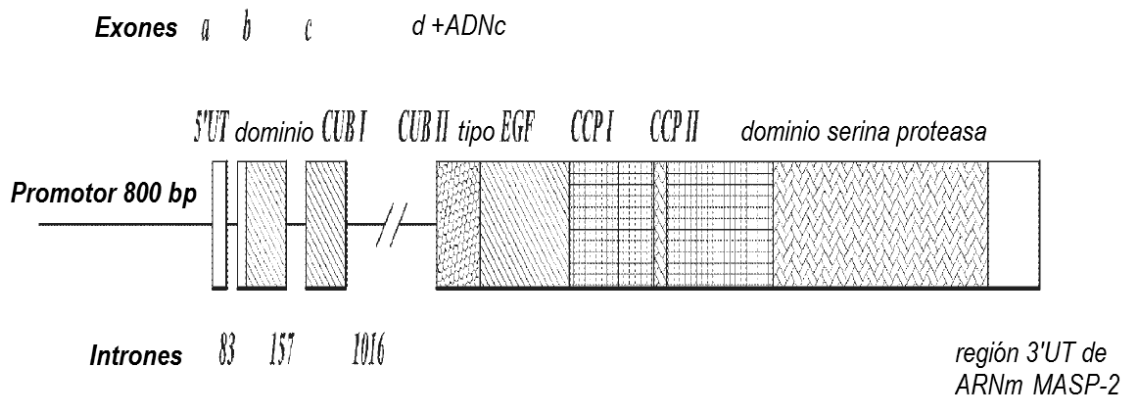 Exones a b c d +ADNc
5'UT dominio CUB I CUB II tipo EGF CCP I CCP II dominio serina proteasa
Promotor 800 bp
Intrones 83 157 1016
región 3'UT de
ARNm MASP-2